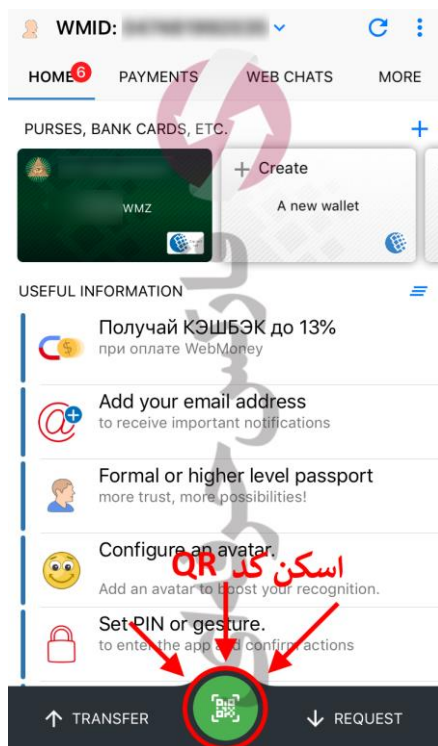 WMID:
HOME 6 PAYMENTS WEB CHATS MORE
PURSES, BANK CARDS, ETC.
WMZ
Create
A new wallet
USEFUL INFORMATION
Получай КЭШБЭК до 13%
при оплате WebMoney
Add your email address
to receive important notifications
Formal or higher level passport
more trust, more possibilities!
Configure an avatar.
اسکن کد QR
Add an avatar to boost your recognition.
Set PIN or gesture.
to enter the app and confirm actions
TRANSFER REQUEST